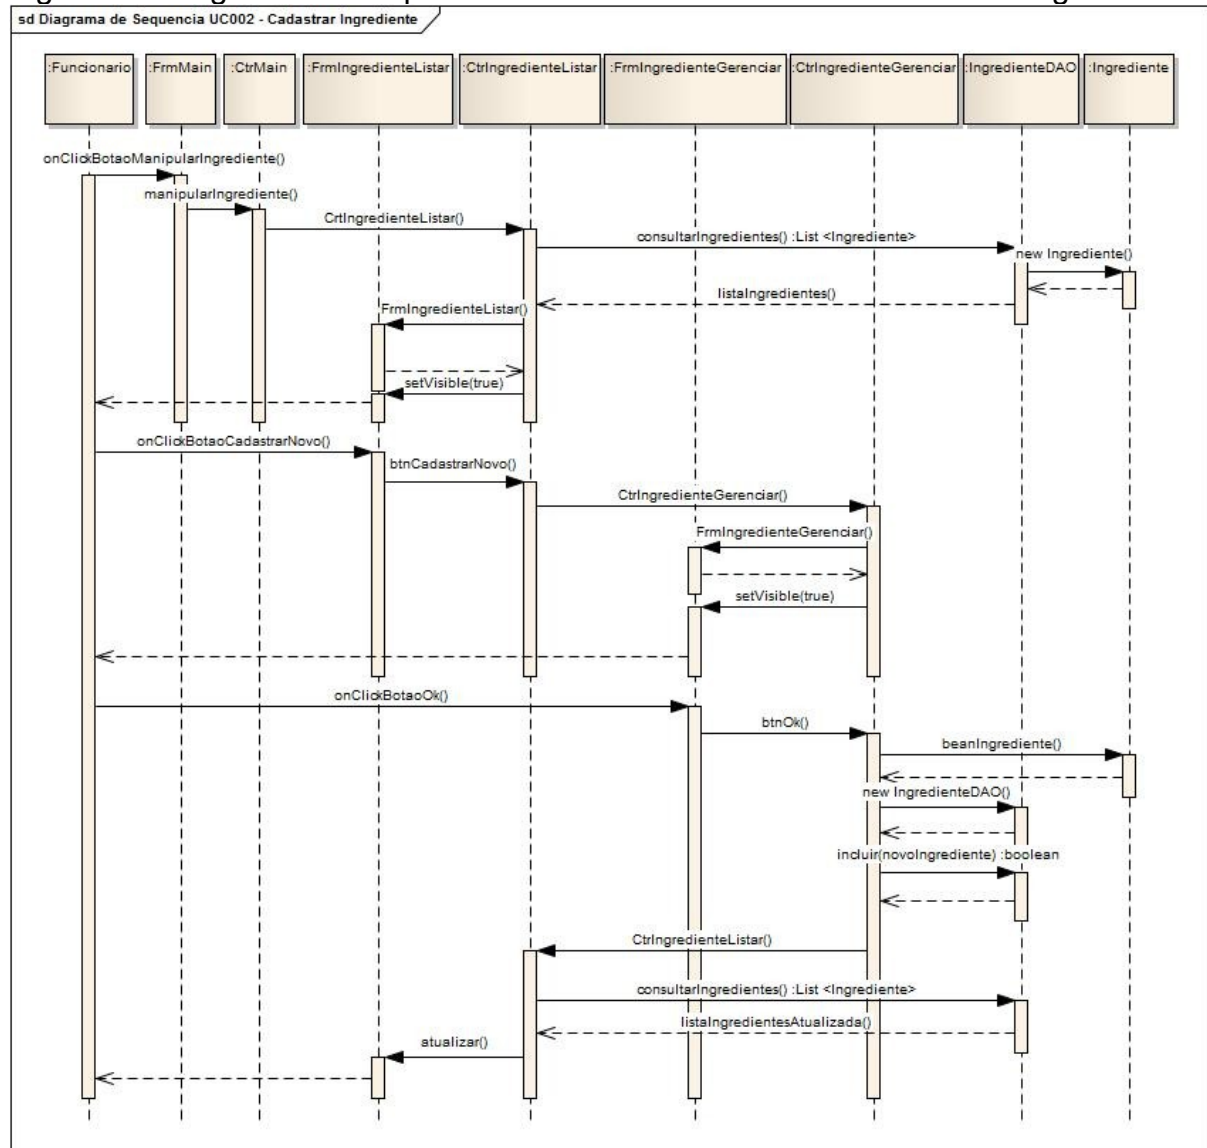 sd Diagrama de Sequencia UC002 - Cadastrar Ingrediente
:Funcionario
:FrmMain
:CtrMain
:FrmIngredienteListar
:CtrIngredienteListar
:FrmIngredienteGerenciar
:CtrIngredienteGerenciar
:IngredienteDAO
:Ingrediente
onClickBotaoManipularIngrediente()
manipularIngrediente()
CrtIngredienteListar()
consultarIngredientes() :List <Ingrediente>
new Ingrediente()
listaIngredientes()
FrmIngredienteListar()
setVisible(true)
onClickBotaoCadastrarNovo()
btnCadastrarNovo()
CtrIngredienteGerenciar()
FrmIngredienteGerenciar()
setVisible(true)
onClickBotaoOk()
btnOk()
beanIngrediente()
new IngredienteDAO()
incluir(novoIngrediente) :boolean
CtrIngredienteListar()
consultarIngredientes() :List <Ingrediente>
listaIngredientesAtualizada()
atualizar()